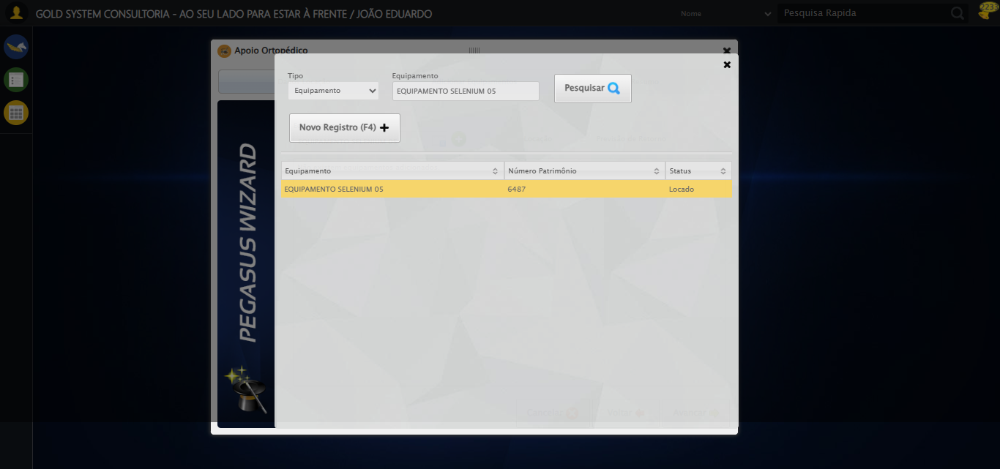 GOLD SYSTEM CONSULTORIA - AO SEU LADO PARA ESTAR À FRENTE / JOÃO EDUARDO
Nome
Pesquisa Rapida
2233
Apoio Ortopédico
Tipo
Equipamento
Equipamento
EQUIPAMENTO SELENIUM 05
Pesquisar
Novo Registro (F4)
PEGASUS WIZARD
Equipamento Número Patrimônio Status
EQUIPAMENTO SELENIUM 05 6487 Locado
Cancelar Voltar Avançar